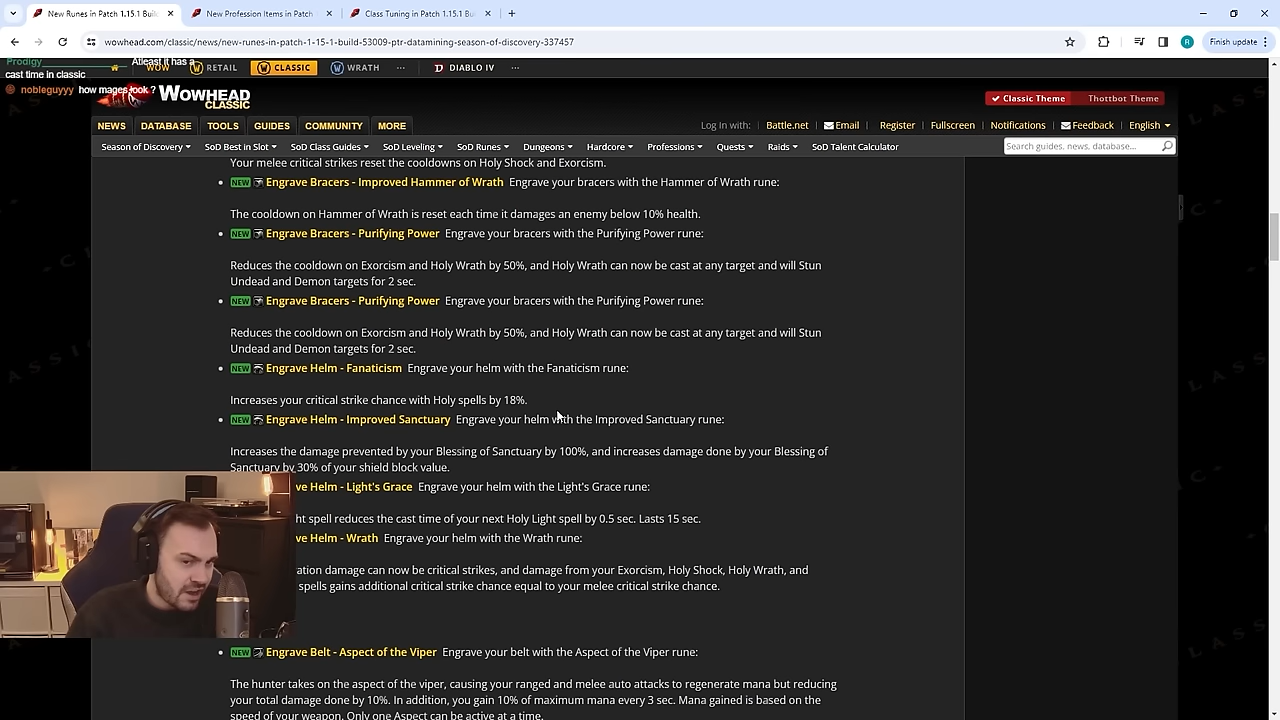 New Runes in Patch 1.15.1 Buil
New Profession Items in Patch
Class Tuning in Patch 1.15.1 Bui
wowhead.com/classic/news/new-runes-in-patch-1-15-1-build-53009-ptr-datamining-season-of-discovery-337457
Finish update
Prodigy Atleast it has a
cast time in classic
WOW RETAIL CLASSIC WRATH ... DIABLO IV ...
nobleguyyy how mages look ?
WOWHEAD
CLASSIC
Classic Theme Thottbot Theme
NEWS DATABASE TOOLS GUIDES COMMUNITY MORE
Log In with: Battle.net Email Register Fullscreen Notifications Feedback English
Season of Discovery SoD Best in Slot SoD Class Guides SoD Leveling SoD Runes Dungeons Hardcore Professions Quests Raids SoD Talent Calculator
Search guides, news, database...
Your melee critical strikes reset the cooldowns on Holy Shock and Exorcism.
NEW Engrave Bracers - Improved Hammer of Wrath Engrave your bracers with the Hammer of Wrath rune:
The cooldown on Hammer of Wrath is reset each time it damages an enemy below 10% health.
NEW Engrave Bracers - Purifying Power Engrave your bracers with the Purifying Power rune:
Reduces the cooldown on Exorcism and Holy Wrath by 50%, and Holy Wrath can now be cast at any target and will Stun
Undead and Demon targets for 2 sec.
NEW Engrave Bracers - Purifying Power Engrave your bracers with the Purifying Power rune:
Reduces the cooldown on Exorcism and Holy Wrath by 50%, and Holy Wrath can now be cast at any target and will Stun
Undead and Demon targets for 2 sec.
NEW Engrave Helm - Fanaticism Engrave your helm with the Fanaticism rune:
Increases your critical strike chance with Holy spells by 18%.
NEW Engrave Helm - Improved Sanctuary Engrave your helm with the Improved Sanctuary rune:
Increases the damage prevented by your Blessing of Sanctuary by 100%, and increases damage done by your Blessing of
Sanctuary by 30% of your shield block value.
ve Helm - Light's Grace Engrave your helm with the Light's Grace rune:
ht spell reduces the cast time of your next Holy Light spell by 0.5 sec. Lasts 15 sec.
ve Helm - Wrath Engrave your helm with the Wrath rune:
ation damage can now be critical strikes, and damage from your Exorcism, Holy Shock, Holy Wrath, and
spells gains additional critical strike chance equal to your melee critical strike chance.
NEW Engrave Belt - Aspect of the Viper Engrave your belt with the Aspect of the Viper rune:
The hunter takes on the aspect of the viper, causing your ranged and melee auto attacks to regenerate mana but reducing
your total damage done by 10%. In addition, you gain 10% of maximum mana every 3 sec. Mana gained is based on the
speed of your weapon. Only one Aspect can be active at a time.